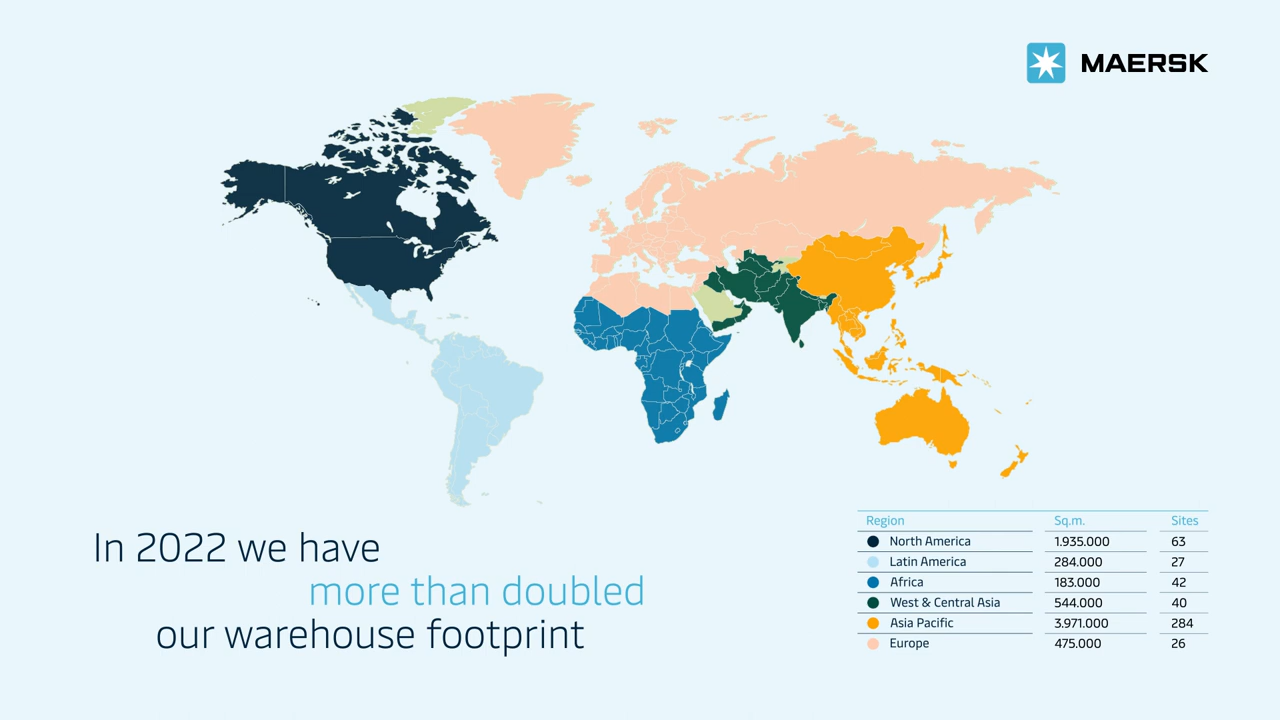 MAERSK
In 2022 we have
more than doubled
our warehouse footprint
Region Sq.m. Sites
North America 1.935.000 63
Latin America 284.000 27
Africa 183.000 42
West & Central Asia 544.000 40
Asia Pacific 3.971.000 284
Europe 475.000 26